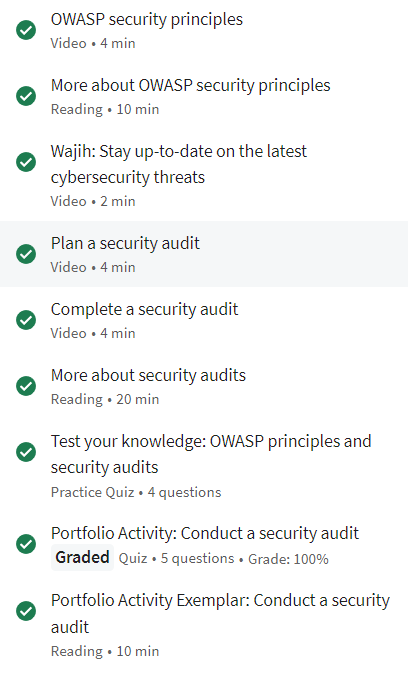 OWASP security principles
Video • 4 min
More about OWASP security principles
Reading • 10 min
Wajih: Stay up-to-date on the latest
cybersecurity threats
Video • 2 min
Plan a security audit
Video • 4 min
Complete a security audit
Video • 4 min
More about security audits
Reading • 20 min
Test your knowledge: OWASP principles and
security audits
Practice Quiz • 4 questions
Portfolio Activity: Conduct a security audit
Graded Quiz • 5 questions • Grade: 100%
Portfolio Activity Exemplar: Conduct a security
audit
Reading • 10 min